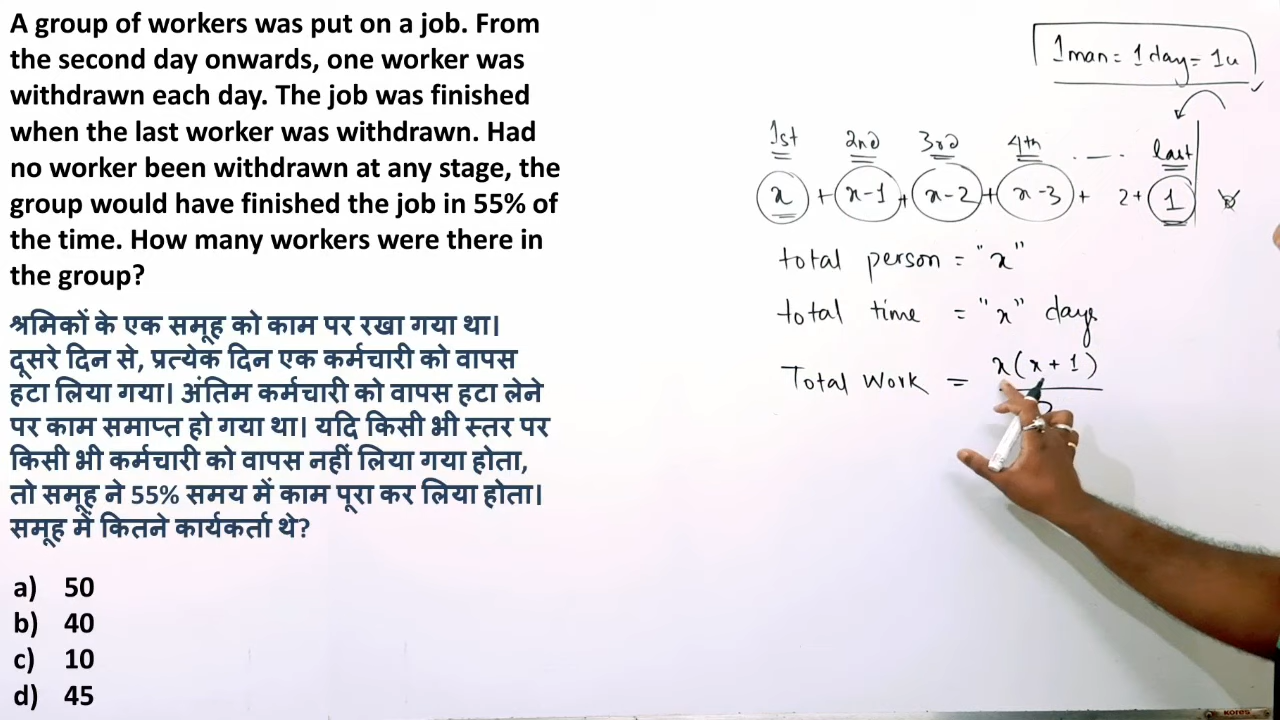 A group of workers was put on a job. From
the second day onwards, one worker was
withdrawn each day. The job was finished
when the last worker was withdrawn. Had
no worker been withdrawn at any stage, the
group would have finished the job in 55% of
the time. How many workers were there in
the group?
श्रमिकों के एक समूह को काम पर रखा गया था।
दूसरे दिन से, प्रत्येक दिन एक कर्मचारी को वापस
हटा लिया गया। अंतिम कर्मचारी को वापस हटा लेने
पर काम समाप्त हो गया था। यदि किसी भी स्तर पर
किसी भी कर्मचारी को वापस नहीं लिया गया होता,
तो समूह ने 55% समय में काम पूरा कर लिया होता।
समूह में कितने कार्यकर्ता थे?
a) 50
b) 40
c) 10
d) 45
1man = 1day = 1u
1st 2nd 3rd 4th . — . . last
x + x-1 + x-2 + x-3 + 2 + 1
total person = "x"
total time = "x" days
Total Work = x(x+1)
2
kores